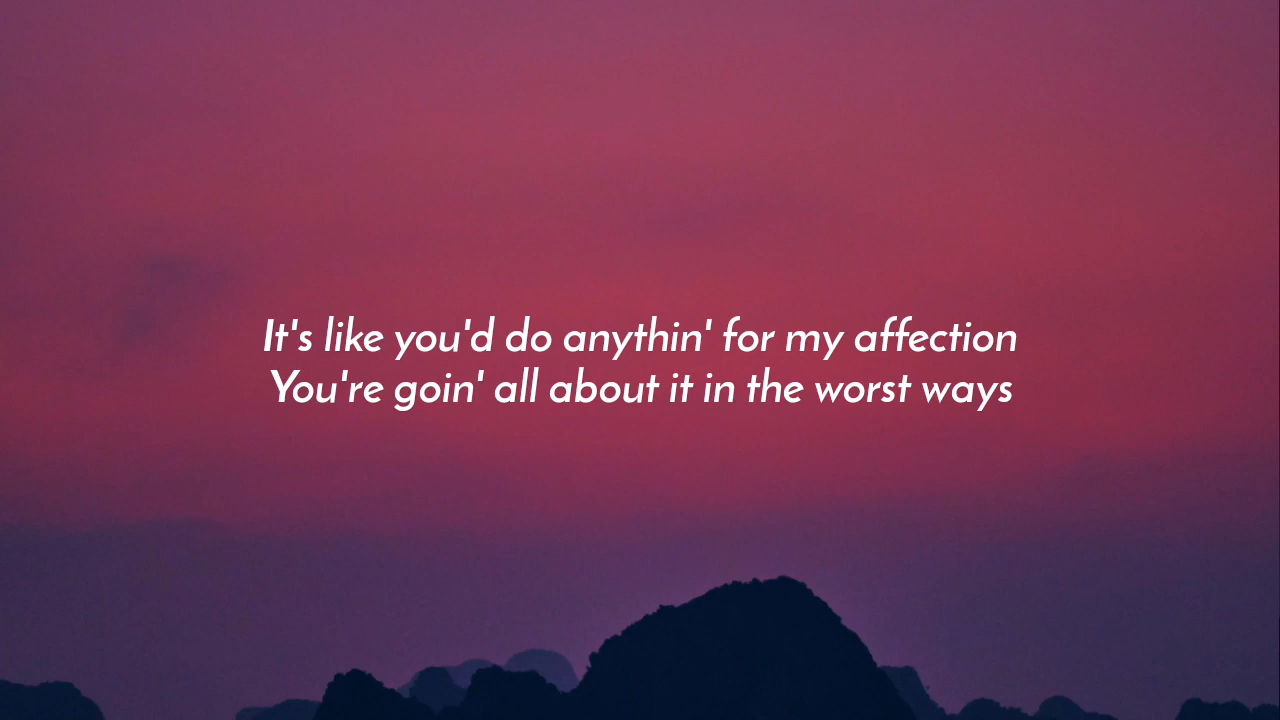 It's like you'd do anythin' for my affection
You're goin' all about it in the worst ways